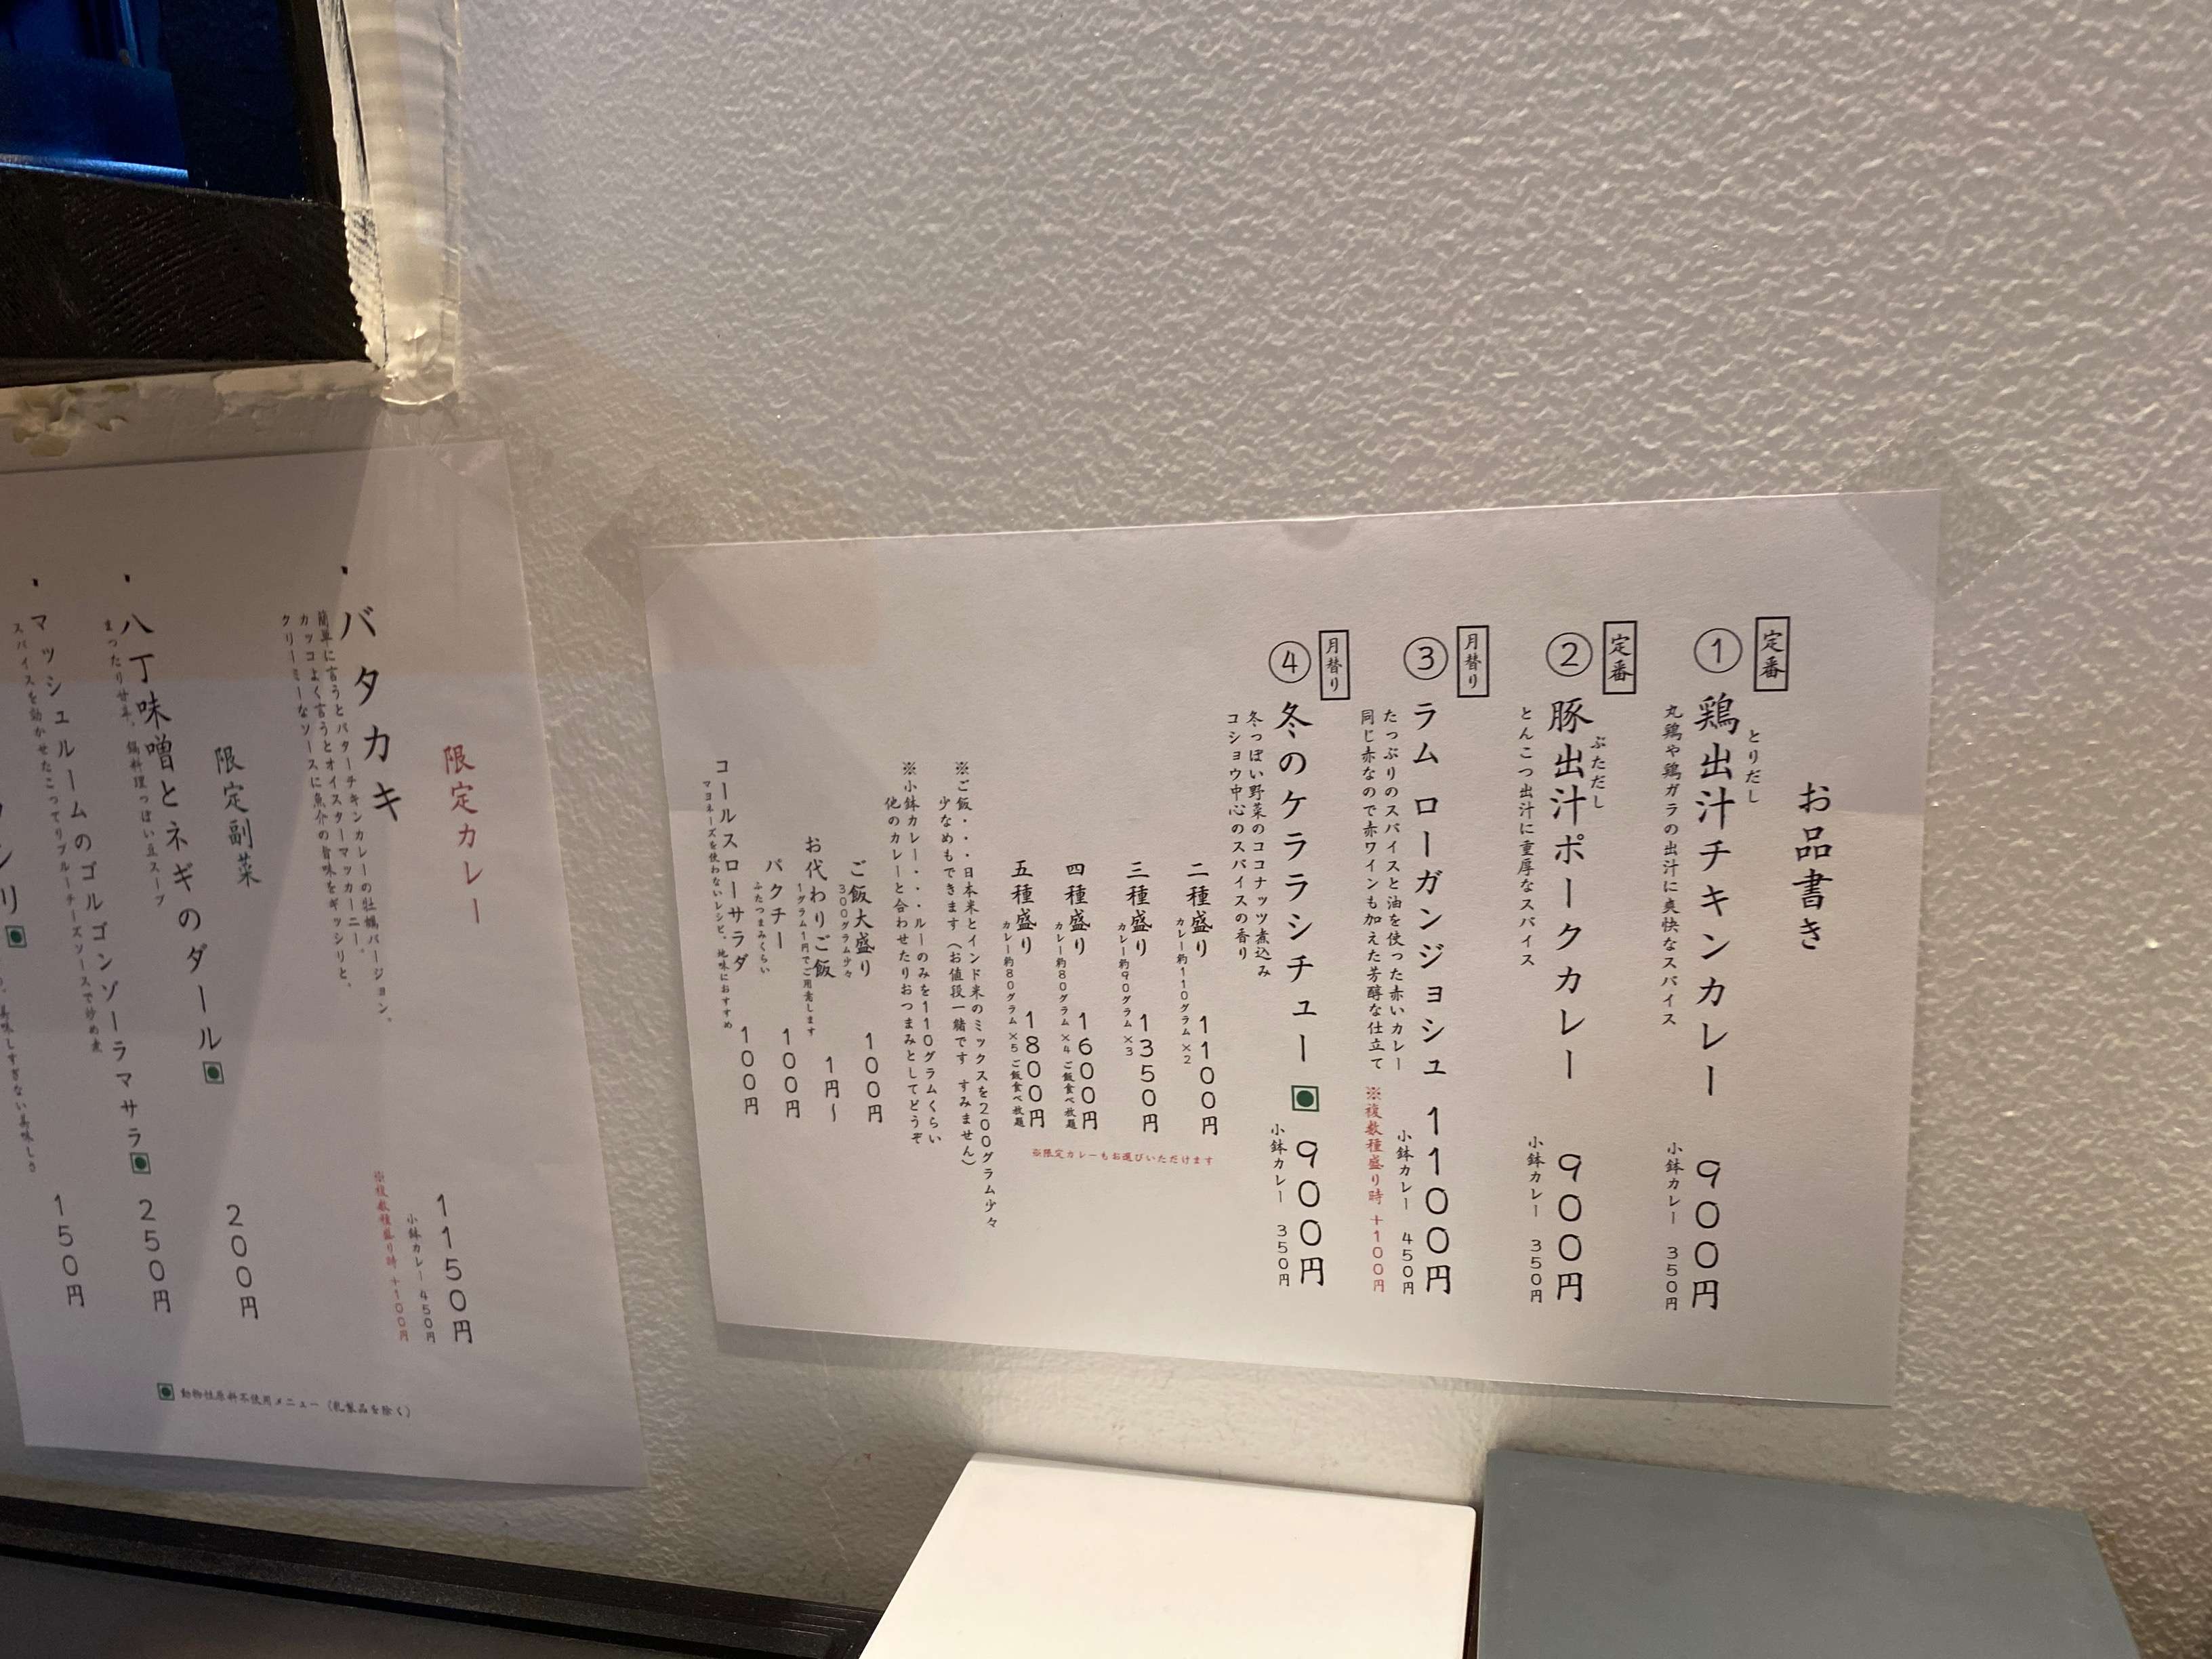 お品書き
定番
① 鶏出汁チキンカレー 900円
とりだし
丸鶏や鶏ガラの出汁に爽快なスパイス
小鉢カレー 350円
定番
② 豚出汁ポークカレー 900円
ぶただし
とんこつ出汁に重厚なスパイス
小鉢カレー 350円
月替り
③ ラム ローガンジョシュ 1100円
たっぷりのスパイスと油を使った赤いカレー
小鉢カレー 450円
同じ赤なので赤ワインも加えた芳醇な仕立て
※複数種盛り時 +100円
月替り
④ 冬のケララシチュー 900円
冬っぽい野菜のココナッツ煮込み
コショウ中心のスパイスの香り
小鉢カレー 350円
二種盛り 1100円
カレー約110グラム×2
三種盛り 1350円
カレー約90グラム×3
四種盛り 1600円
カレー約80グラム×4 ご飯食べ放題
五種盛り 1800円
カレー約80グラム×5 ご飯食べ放題
※限定カレーもお選びいただけます
※ご飯・・・日本米とインド米のミックスを200グラム少々
少なめもできます(お値段一緒です すみません)
※小鉢カレー・・・ルーのみを110グラムくらい
他のカレーと合わせたりおつまみとしてどうぞ
ご飯大盛り 100円
300グラム少々
お代わりご飯 1円~
1グラム1円でご用意します
パクチー 100円
ふたつまみくらい
コールスローサラダ 100円
マヨネーズを使わないレシピ。地味におすすめ
限定カレー
・バタカキ 1150円
簡単に言うとバターチキンカレーの牡蠣バージョン。
カッコよく言うとオイスターマッカーニー。
クリーミーなソースに魚介の旨味をギッシリと。
小鉢カレー 450円
※複数種盛り時 +100円
限定副菜
・八丁味噌とネギのダール 200円
まったり甘辛、鍋料理っぽい豆スープ
・マッシュルームのゴルゴンゾーラマサラ 250円
スパイスを効かせたこってりブルーチーズソースで炒め煮
150円
動物性原料不使用メニュー(乳製品を除く)